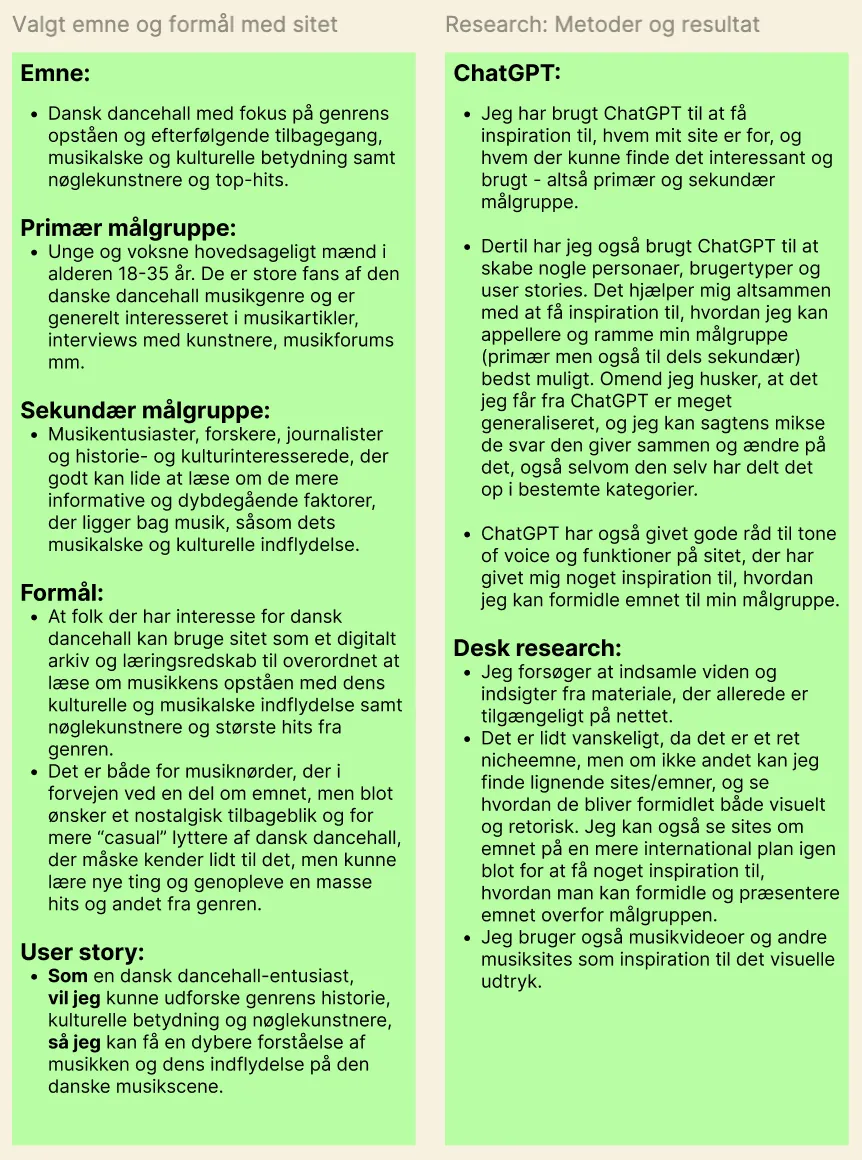 Valgt emne og formål med sitet
Emne:
• Dansk dancehall med fokus på genrens
opståen og efterfølgende tilbagegang,
musikalske og kulturelle betydning samt
nøglekunstnere og top-hits.
Primær målgruppe:
• Unge og voksne hovedsageligt mænd i
alderen 18-35 år. De er store fans af den
danske dancehall musikgenre og er
generelt interesseret i musikartikler,
interviews med kunstnere, musikforums
mm.
Sekundær målgruppe:
• Musikentusiaster, forskere, journalister
og historie- og kulturinteresserede, der
godt kan lide at læse om de mere
informative og dybdegående faktorer,
der ligger bag musik, såsom dets
musikalske og kulturelle indflydelse.
Formål:
• At folk der har interesse for dansk
dancehall kan bruge sitet som et digitalt
arkiv og læringsredskab til overordnet at
læse om musikkens opståen med dens
kulturelle og musikalske indflydelse samt
nøglekunstnere og største hits fra
genren.
• Det er både for musiknørder, der i
forvejen ved en del om emnet, men blot
ønsker et nostalgisk tilbageblik og for
mere “casual” lyttere af dansk dancehall,
der måske kender lidt til det, men kunne
lære nye ting og genopleve en masse
hits og andet fra genren.
User story:
• Som en dansk dancehall-entusiast,
vil jeg kunne udforske genrens historie,
kulturelle betydning og nøglekunstnere,
så jeg kan få en dybere forståelse af
musikken og dens indflydelse på den
danske musikscene.
Research: Metoder og resultat
ChatGPT:
• Jeg har brugt ChatGPT til at få
inspiration til, hvem mit site er for, og
hvem der kunne finde det interessant og
brugt - altså primær og sekundær
målgruppe.
• Dertil har jeg også brugt ChatGPT til at
skabe nogle personaer, brugertyper og
user stories. Det hjælper mig altsammen
med at få inspiration til, hvordan jeg kan
appellere og ramme min målgruppe
(primær men også til dels sekundær)
bedst muligt. Omend jeg husker, at det
jeg får fra ChatGPT er meget
generaliseret, og jeg kan sagtens mikse
de svar den giver sammen og ændre på
det, også selvom den selv har delt det
op i bestemte kategorier.
• ChatGPT har også givet gode råd til tone
of voice og funktioner på sitet, der har
givet mig noget inspiration til, hvordan
jeg kan formidle emnet til min målgruppe.
Desk research:
• Jeg forsøger at indsamle viden og
indsigter fra materiale, der allerede er
tilgængeligt på nettet.
• Det er lidt vanskeligt, da det er et ret
nicheemne, men om ikke andet kan jeg
finde lignende sites/emner, og se
hvordan de bliver formidlet både visuelt
og retorisk. Jeg kan også se sites om
emnet på en mere international plan igen
blot for at få noget inspiration til,
hvordan man kan formidle og præsentere
emnet overfor målgruppen.
• Jeg bruger også musikvideoer og andre
musiksites som inspiration til det visuelle
udtryk.